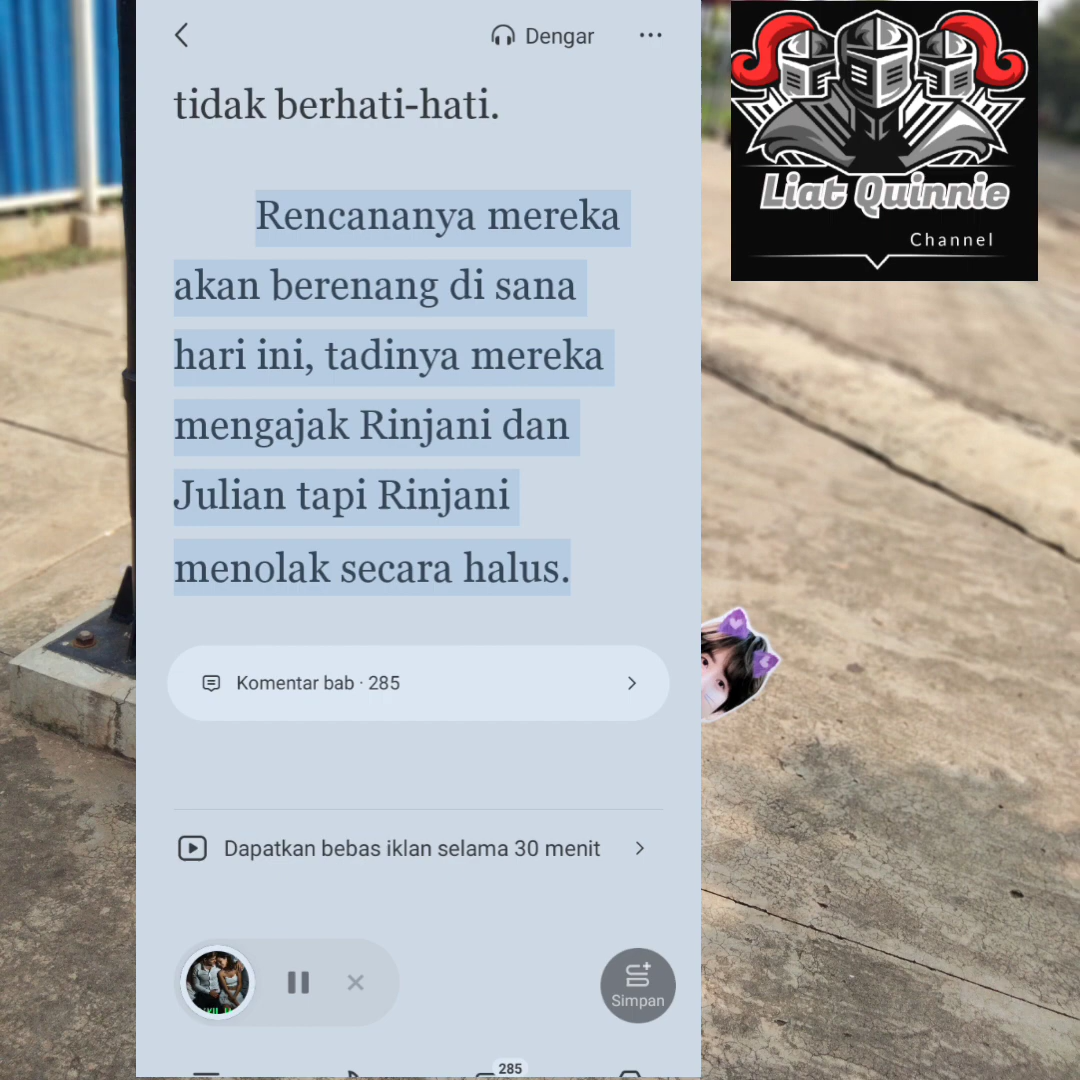 Dengar
tidak berhati-hati.
Rencananya mereka
akan berenang di sana
hari ini, tadinya mereka
mengajak Rinjani dan
Julian tapi Rinjani
menolak secara halus.
Komentar bab · 285
Dapatkan bebas iklan selama 30 menit
Simpan
285
Liat Quinnie
Channel